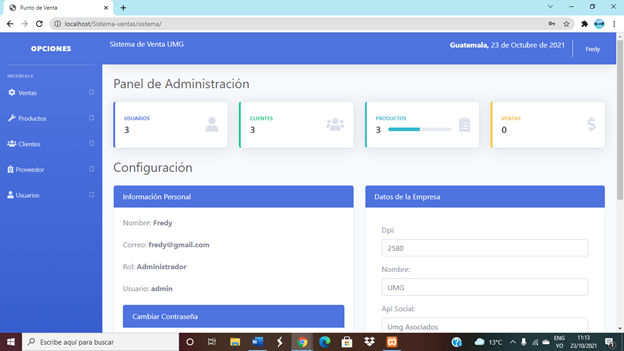 Punto de Venta
localhost/Sistema-ventas/sistema/
OPCIONES
Sistema de Venta UMG
Guatemala, 23 de Octubre de 2021
Fredy
INTERFACE
Ventas
Productos
Clientes
Proveedor
Usuarios
Panel de Administración
USUARIOS
3
CLIENTES
3
PRODUCTOS
3
VENTAS
0
Configuración
Información Personal
Nombre: Fredy
Correo: fredy@gmail.com
Rol: Administrador
Usuario: admin
Cambiar Contraseña
Datos de la Empresa
Dpi:
2580
Nombre:
UMG
Api Social:
Umg Asociados
Escribe aquí para buscar
13°C
ENG
YO
11:13
23/10/2021